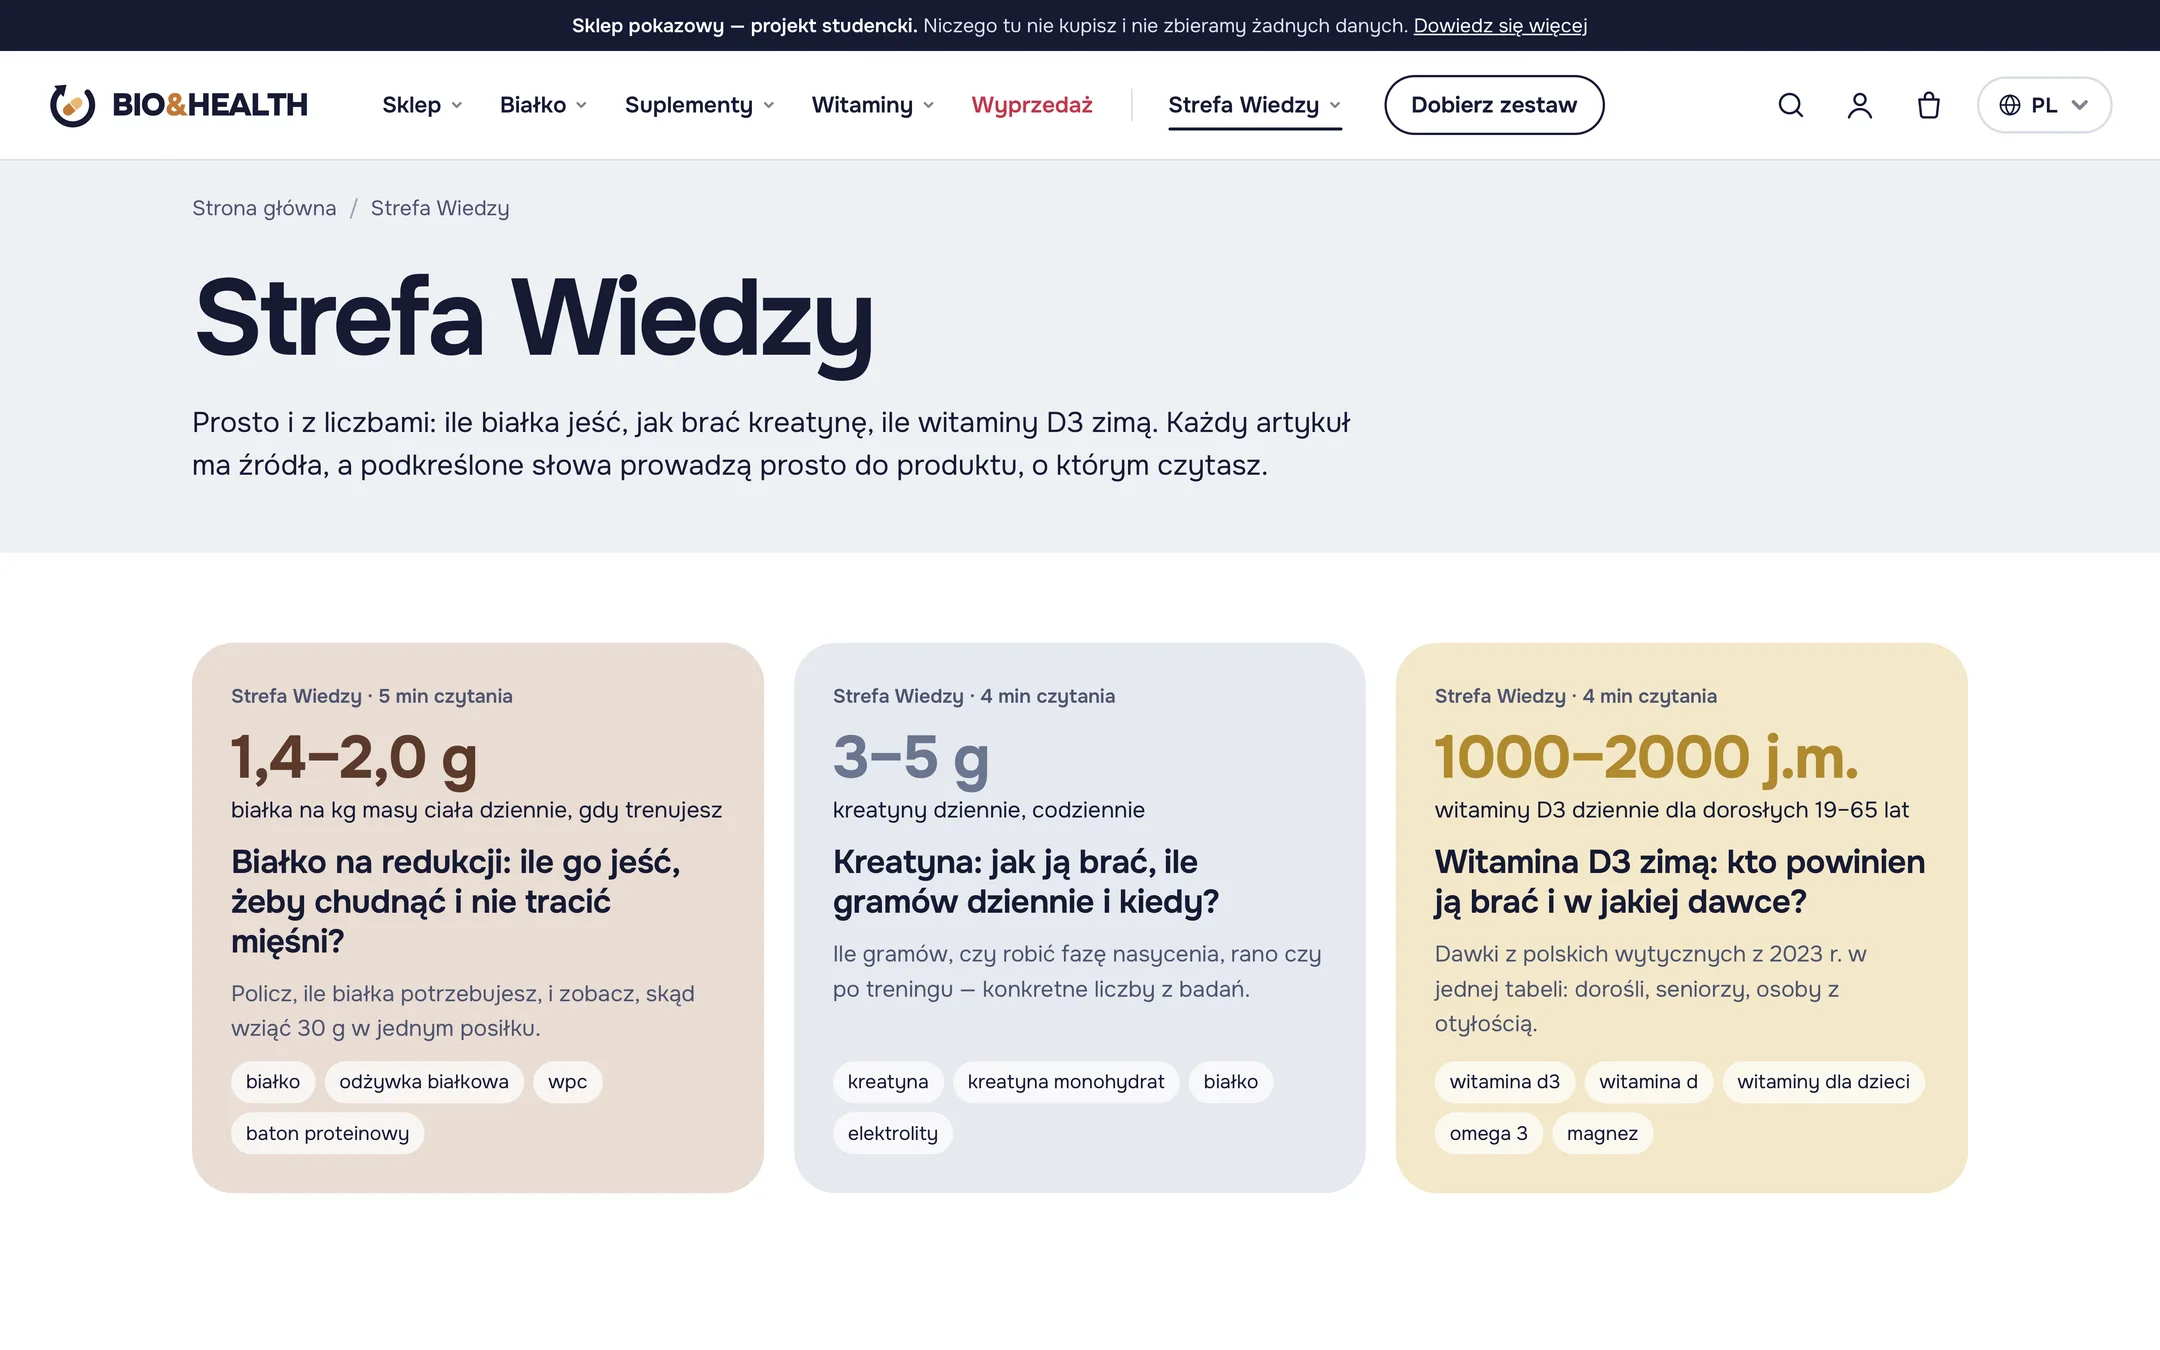 Sklep pokazowy — projekt studencki. Niczego tu nie kupisz i nie zbieramy żadnych danych. Dowiedz się więcej
BIO&HEALTH
Sklep
Białko
Suplementy
Witaminy
Wyprzedaż
Strefa Wiedzy
Dobierz zestaw
PL
Strona główna / Strefa Wiedzy
Strefa Wiedzy
Prosto i z liczbami: ile białka jeść, jak brać kreatynę, ile witaminy D3 zimą. Każdy artykuł
ma źródła, a podkreślone słowa prowadzą prosto do produktu, o którym czytasz.
Strefa Wiedzy · 5 min czytania
1,4–2,0 g
białka na kg masy ciała dziennie, gdy trenujesz
Białko na redukcji: ile go jeść,
żeby chudnąć i nie tracić
mięśni?
Policz, ile białka potrzebujesz, i zobacz, skąd
wziąć 30 g w jednym posiłku.
białko
odżywka białkowa
wpc
baton proteinowy
Strefa Wiedzy · 4 min czytania
3–5 g
kreatyny dziennie, codziennie
Kreatyna: jak ją brać, ile
gramów dziennie i kiedy?
Ile gramów, czy robić fazę nasycenia, rano czy
po treningu — konkretne liczby z badań.
kreatyna
kreatyna monohydrat
białko
elektrolity
Strefa Wiedzy · 4 min czytania
1000–2000 j.m.
witaminy D3 dziennie dla dorosłych 19–65 lat
Witamina D3 zimą: kto powinien
ją brać i w jakiej dawce?
Dawki z polskich wytycznych z 2023 r. w
jednej tabeli: dorośli, seniorzy, osoby z
otyłością.
witamina d3
witamina d
witaminy dla dzieci
omega 3
magnez